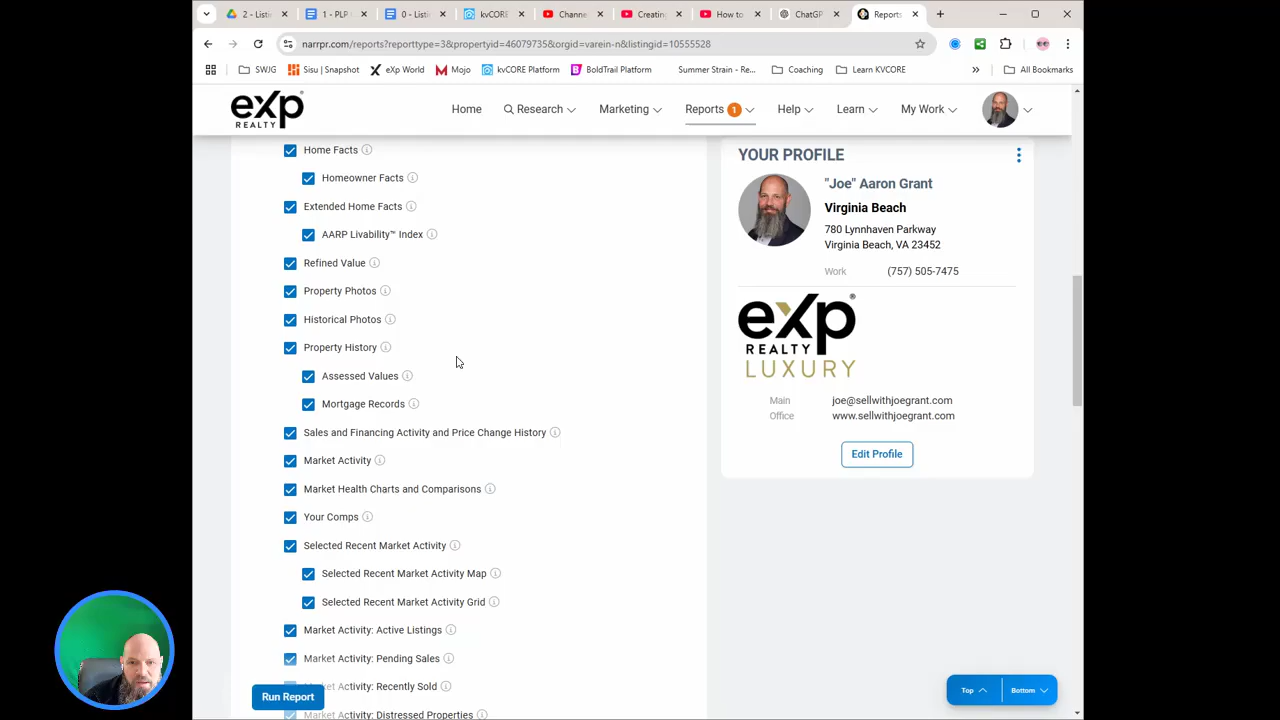 2 - Listi
1 - PLP
0 - Listi
kvCORE
Channe
Creating
How to
ChatGP
Reports
narrpr.com/reports?reporttype=3&propertyid=46079735&orgid=varein-n&listingid=10555528
SWJG
Sisu | Snapshot
eXp World
Mojo
kvCORE Platform
BoldTrail Platform
Summer Strain - Re...
Coaching
Learn KVCORE
»
All Bookmarks
eXp
REALTY
Home
Research
Marketing
Reports 1
Help
Learn
My Work
Home Facts
Homeowner Facts
Extended Home Facts
AARP Livability™ Index
Refined Value
Property Photos
Historical Photos
Property History
Assessed Values
Mortgage Records
Sales and Financing Activity and Price Change History
Market Activity
Market Health Charts and Comparisons
Your Comps
Selected Recent Market Activity
Selected Recent Market Activity Map
Selected Recent Market Activity Grid
Market Activity: Active Listings
Market Activity: Pending Sales
Market Activity: Recently Sold
Market Activity: Distressed Properties
Run Report
YOUR PROFILE
"Joe" Aaron Grant
Virginia Beach
780 Lynnhaven Parkway
Virginia Beach, VA 23452
Work (757) 505-7475
eXp®
REALTY
LUXURY
Main joe@sellwithjoegrant.com
Office www.sellwithjoegrant.com
Edit Profile
Top
Bottom